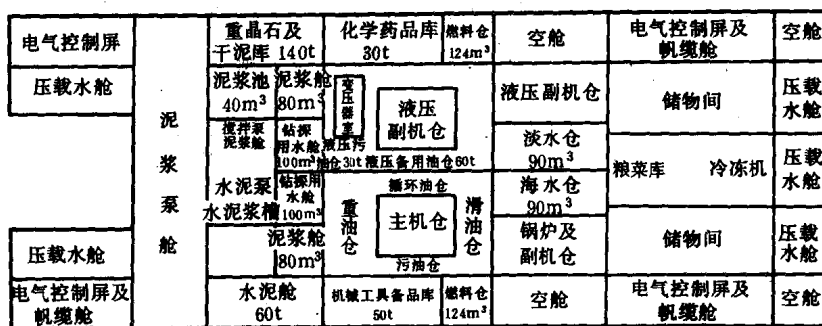 电气控制屏
重晶石及
干泥库 140t
化学药品库
30t
燃料仓
124m³
空舱
电气控制屏及
帆缆舱
空舱
压载水舱
泥浆泵舱
泥浆池
40m³
泥浆舱
80m³
变压器室
液压
副机仓
液压副机仓
储物间
压载
水舱
搅拌泵
泥浆舱
钻探
用水舱
100m³
液压污
油仓30t
液压备用油仓60t
淡水仓
90m³
粮菜库
冷冻机
压载
水舱
水泥泵
水泥浆槽
钻探用
水舱
100m³
重油仓
循环油仓
主机仓
滑油仓
海水仓
90m³
压载水舱
泥浆舱
80m³
污油仓
锅炉及
副机仓
储物间
压载
水舱
电气控制屏及
帆缆舱
水泥舱
60t
机械工具备品库
50t
燃料仓
124m³
空舱
电气控制屏及
帆缆舱
空舱